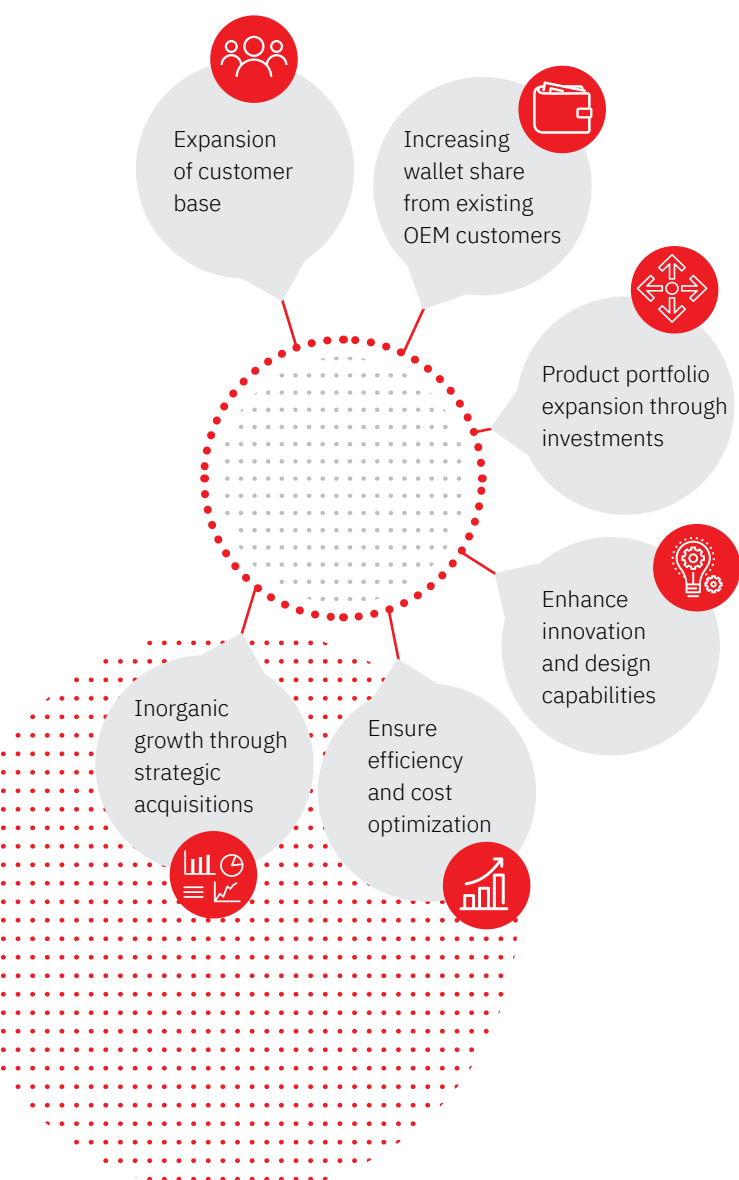 Expansion
of customer
base
Increasing
wallet share
from existing
OEM customers
Product portfolio
expansion through
investments
Enhance
innovation
and design
capabilities
Ensure
efficiency
and cost
optimization
Inorganic
growth through
strategic
acquisitions